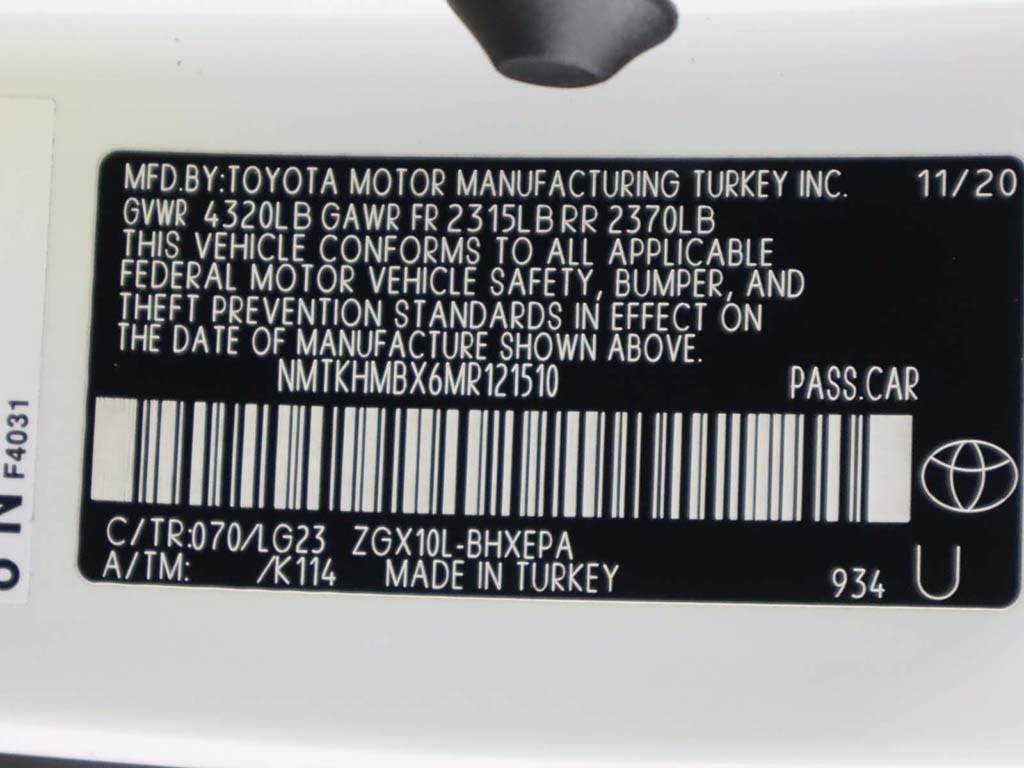 MFD.BY:TOYOTA MOTOR MANUFACTURING TURKEY INC. 11/20
GVWR 4320LB GAWR FR 2315LB RR 2370LB
THIS VEHICLE CONFORMS TO ALL APPLICABLE
FEDERAL MOTOR VEHICLE SAFETY, BUMPER, AND
THEFT PREVENTION STANDARDS IN EFFECT ON
THE DATE OF MANUFACTURE SHOWN ABOVE.
NMTKHMBX6MR121510 PASS.CAR
C/TR:070/LG23 ZGX10L-BHXEPA
A/TM: /K114 MADE IN TURKEY 934 U
F4031